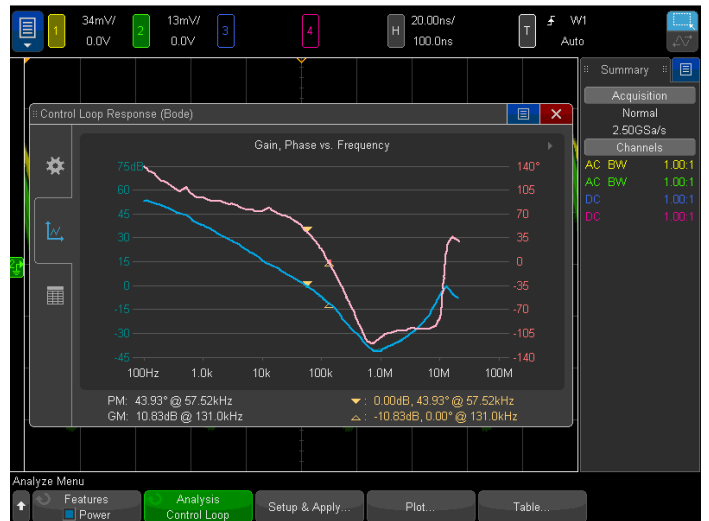 1 34mV/ 2 13mV/ 3 4 H 20.00ns/ T W1
0.0V 0.0V 100.0ns Auto
Summary
Acquisition
Normal
2.50GSa/s
Channels
AC BW 1.00:1
AC BW 1.00:1
DC 1.00:1
DC 1.00:1
Control Loop Response (Bode)
Gain, Phase vs. Frequency
75dB 140°
60 105
45 70
30 35
15 0
0 -35
-15 -70
-30 -105
-45 -140
100Hz 1.0k 10k 100k 1.0M 10M 100M
PM: 43.93° @ 57.52kHz : 0.00dB, 43.93° @ 57.52kHz
GM: 10.83dB @ 131.0kHz : -10.83dB, 0.00° @ 131.0kHz
Analyze Menu
Features Analysis Setup & Apply... Plot... Table...
Power Control Loop